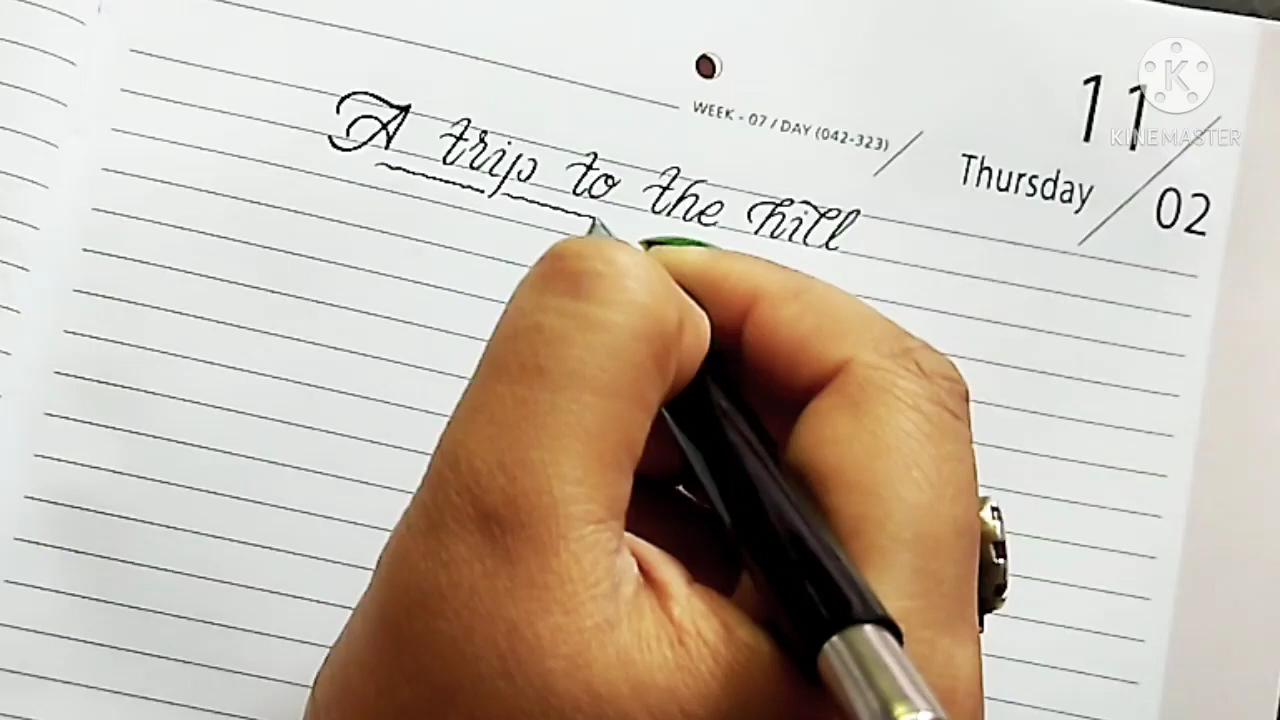 WEEK - 07 / DAY (042-323)
11
Thursday
02
A trip to the hill
K
KINEMASTER